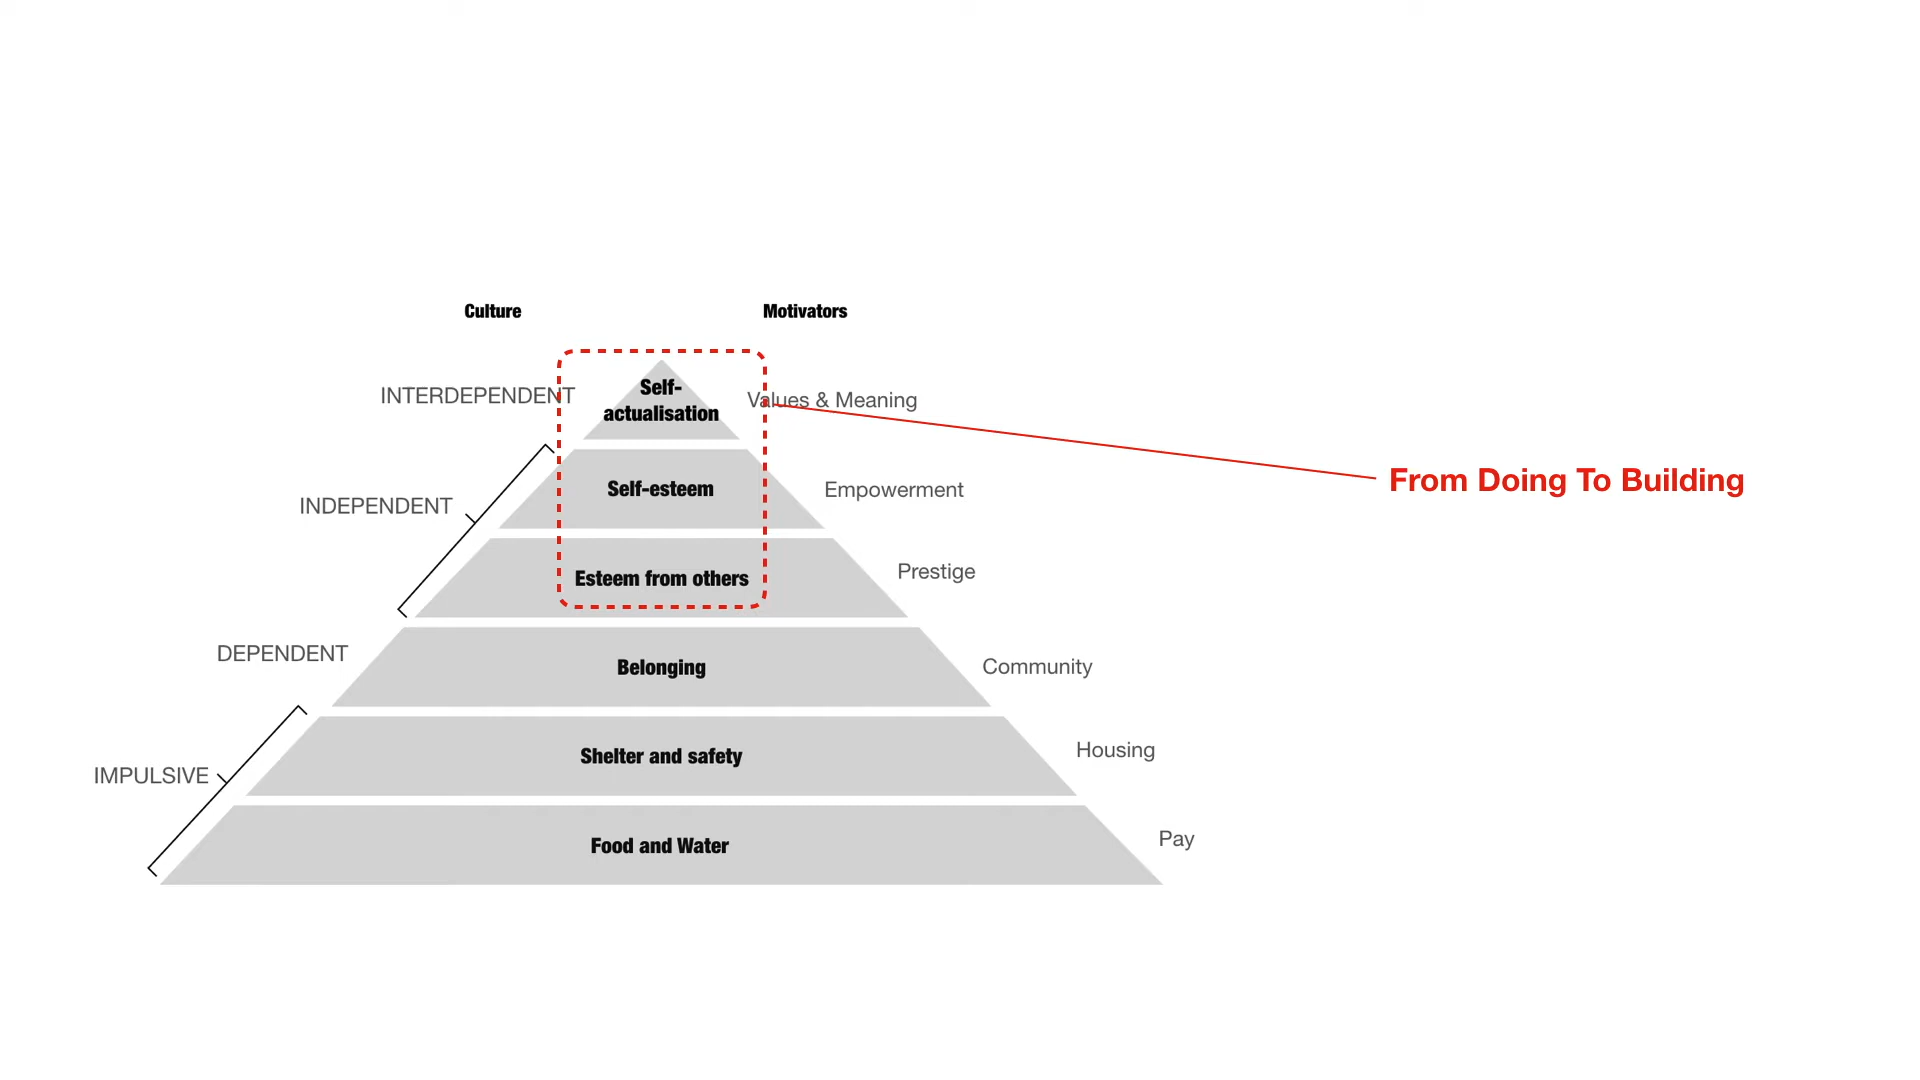 Culture
Motivators
INTERDEPENDENT
Self-
actualisation
Values & Meaning
INDEPENDENT
Self-esteem
Empowerment
From Doing To Building
Esteem from others
Prestige
DEPENDENT
Belonging
Community
IMPULSIVE
Shelter and safety
Housing
Food and Water
Pay